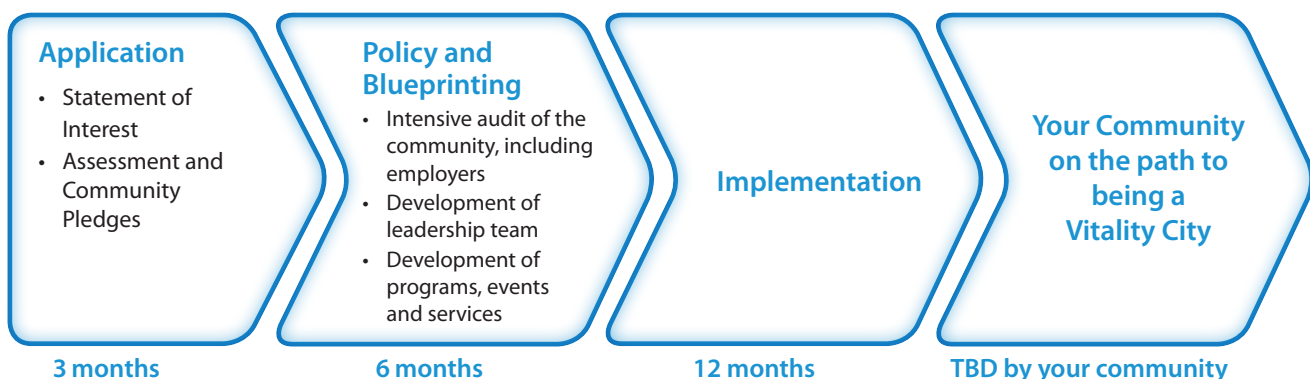 Application
• Statement of
Interest
• Assessment and
Community
Pledges
3 months
Policy and
Blueprinting
• Intensive audit of the
community, including
employers
• Development of
leadership team
• Development of
programs, events
and services
6 months
Implementation
12 months
Your Community
on the path to
being a
Vitality City
TBD by your community